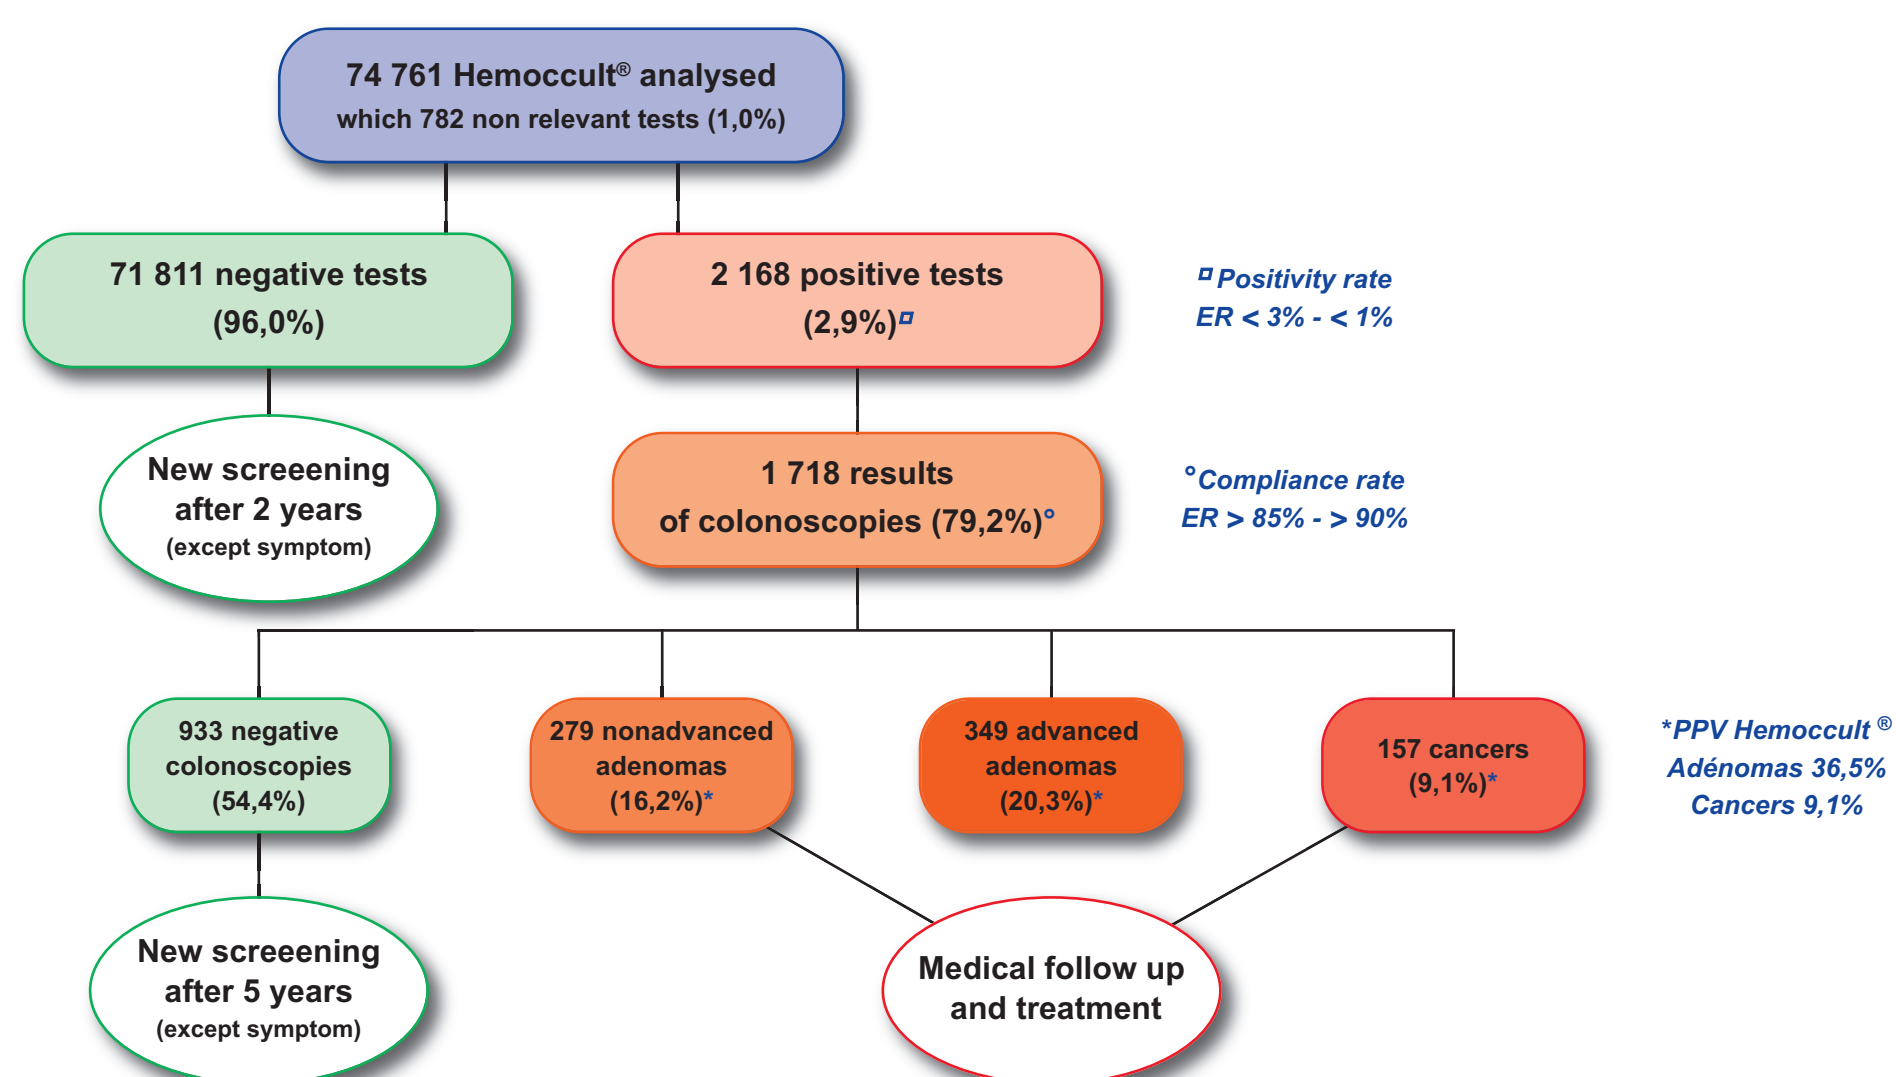 74 761 Hemoccult® analysed
which 782 non relevant tests (1,0%)
71 811 negative tests
(96,0%)
2 168 positive tests
(2,9%)¤
¤ Positivity rate
ER < 3% - < 1%
New screeening
after 2 years
(except symptom)
1 718 results
of colonoscopies (79,2%)°
°Compliance rate
ER > 85% - > 90%
933 negative
colonoscopies
(54,4%)
279 nonadvanced
adenomas
(16,2%)*
349 advanced
adenomas
(20,3%)*
157 cancers
(9,1%)*
*PPV Hemoccult ®
Adénomas 36,5%
Cancers 9,1%
New screeening
after 5 years
(except symptom)
Medical follow up
and treatment